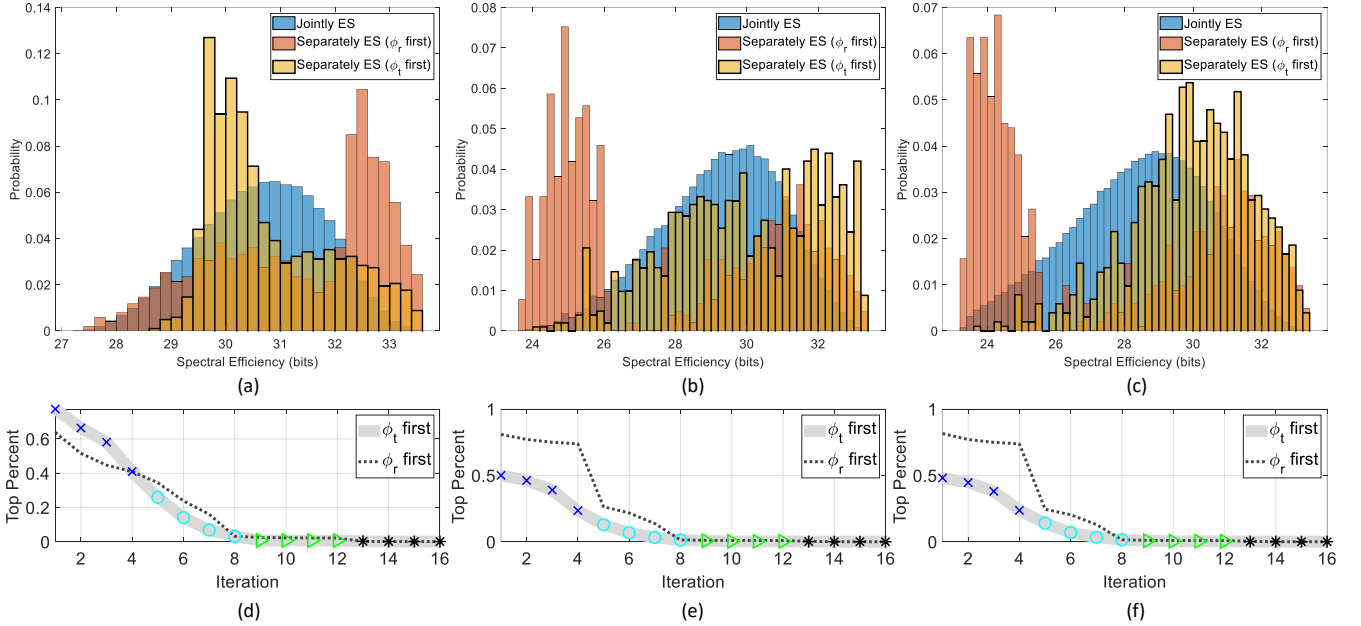 0.14
0.12
0.1
0.08
0.06
0.04
0.02
0
Probability
Jointly ES
Separately ES (ϕr first)
Separately ES (ϕt first)
27 28 29 30 31 32 33
Spectral Efficiency (bits)
(a)
0.08
0.07
0.06
0.05
0.04
0.03
0.02
0.01
0
Probability
Jointly ES
Separately ES (ϕr first)
Separately ES (ϕt first)
24 26 28 30 32
Spectral Efficiency (bits)
(b)
0.07
0.06
0.05
0.04
0.03
0.02
0.01
0
Probability
Jointly ES
Separately ES (ϕr first)
Separately ES (ϕt first)
24 26 28 30 32
Spectral Efficiency (bits)
(c)
0.6
0.4
0.2
0
Top Percent
ϕt first
ϕr first
2 4 6 8 10 12 14 16
Iteration
(d)
1
0.5
0
Top Percent
ϕt first
ϕr first
2 4 6 8 10 12 14 16
Iteration
(e)
1
0.5
0
Top Percent
ϕt first
ϕr first
2 4 6 8 10 12 14 16
Iteration
(f)